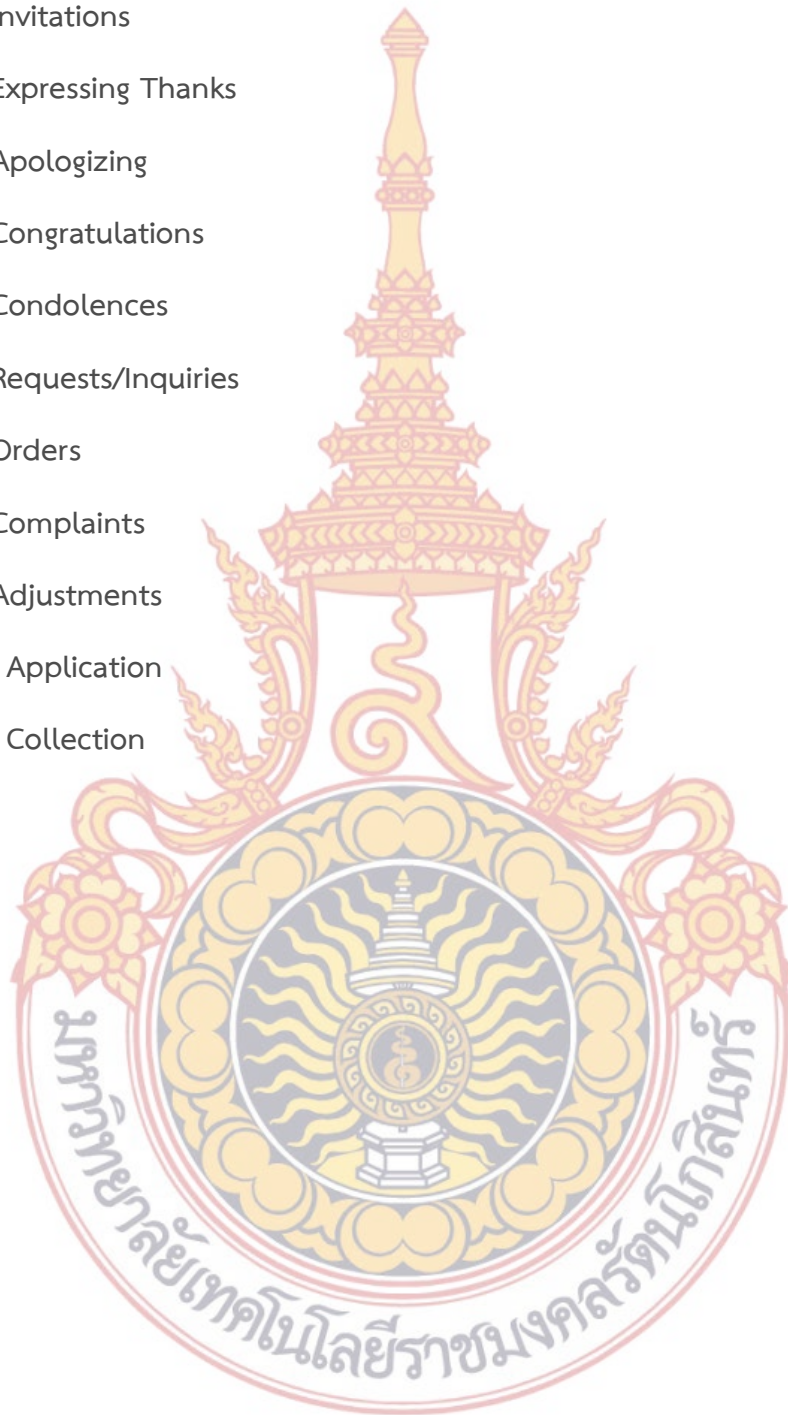 Invitations
Expressing Thanks
Apologizing
Congratulations
Condolences
Requests/Inquiries
Orders
Complaints
Adjustments
Application
Collection
มหาวิทยาลัยเทคโนโลยีราชมงคลรัตนโกสินทร์